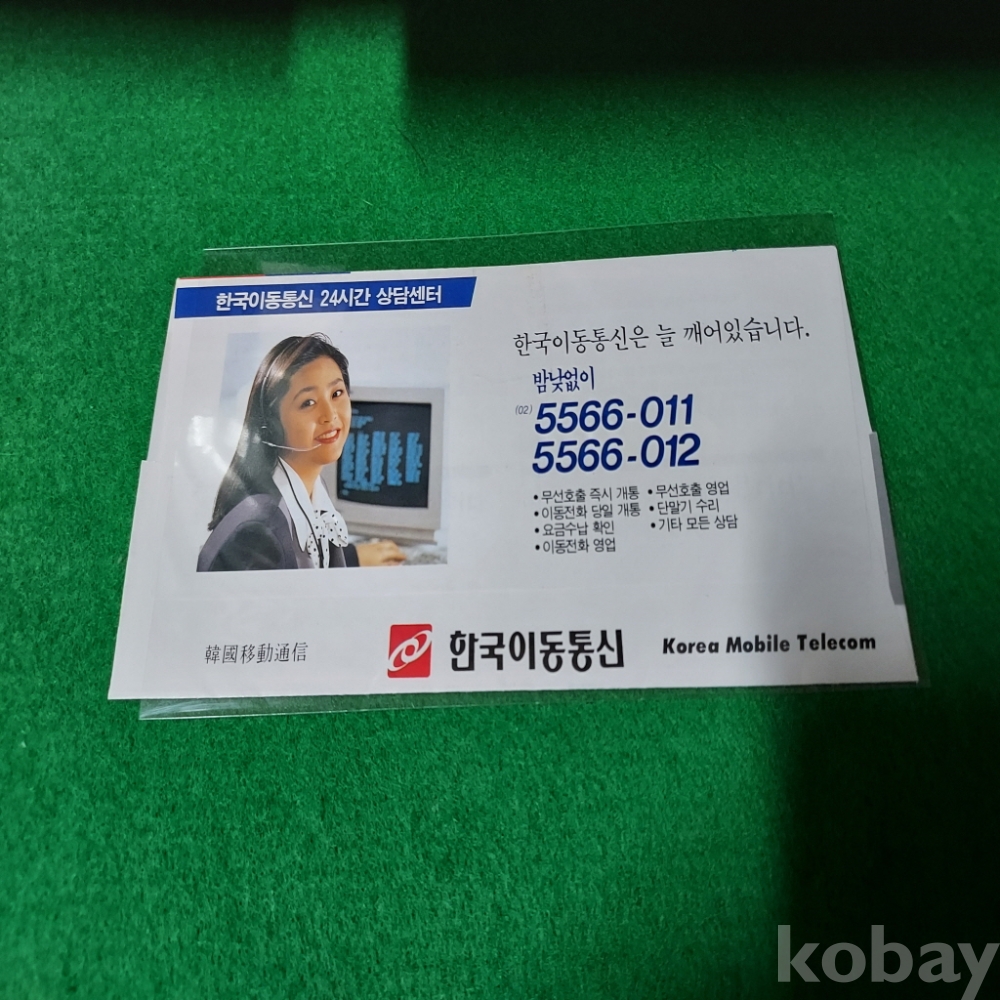 한국이동통신 24시간 상담센터
한국이동통신은 늘 깨어있습니다.
밤낮없이
(02) 5566-011
5566-012
• 무선호출 즉시 개통
• 이동전화 당일 개통
• 요금수납 확인
• 이동전화 영업
• 무선호출 영업
• 단말기 수리
• 기타 모든 상담
韓國移動通信
한국이동통신
Korea Mobile Telecom
kobay